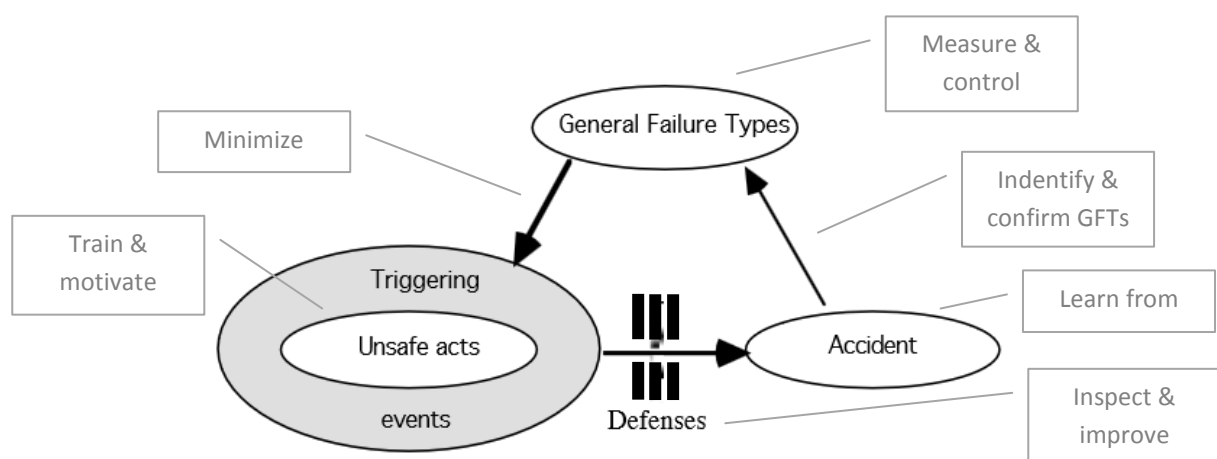 Measure &
control
General Failure Types
Minimize
Indentify &
confirm GFTs
Train &
motivate
Triggering
Unsafe acts
events
Accident
Learn from
Defenses
Inspect &
improve